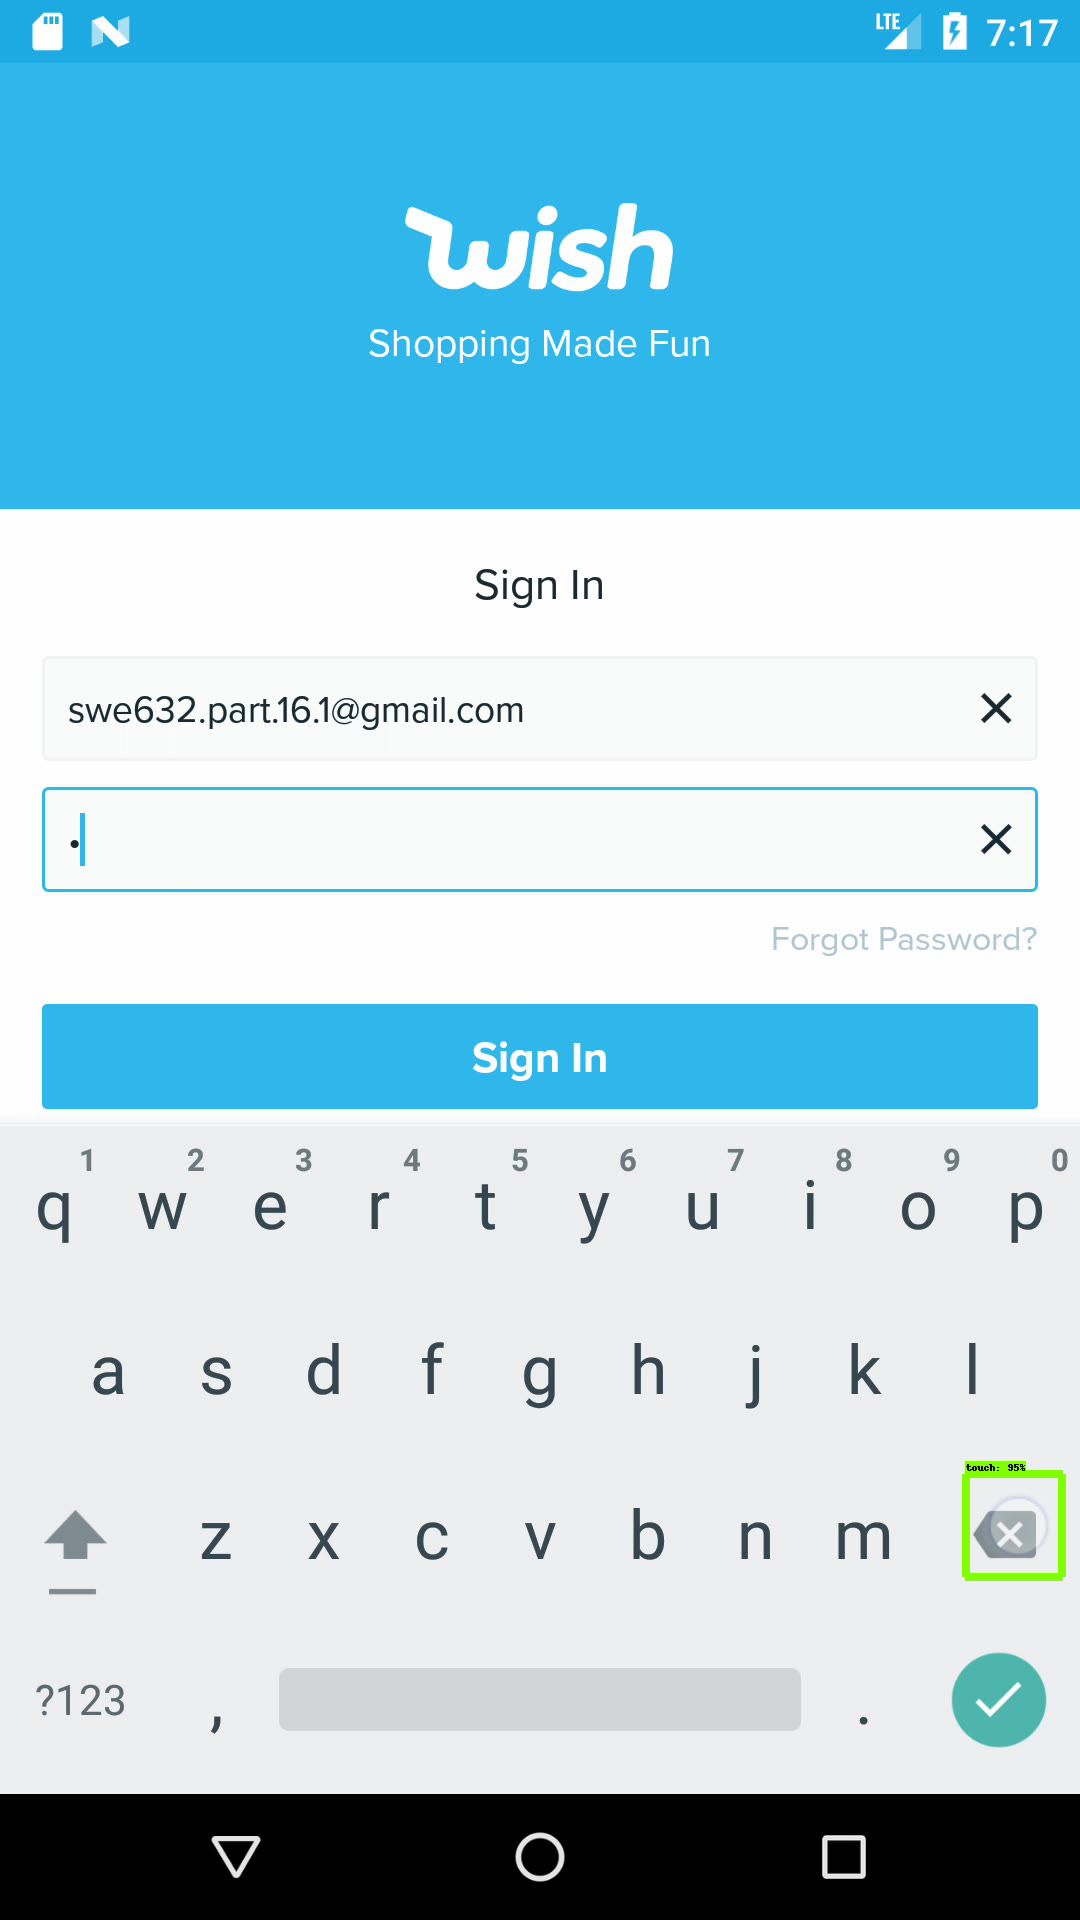 LTE 7:17
wish
Shopping Made Fun
Sign In
swe632.part.16.1@gmail.com
•
Forgot Password?
Sign In
1 2 3 4 5 6 7 8 9 0
q w e r t y u i o p
a s d f g h j k l
touch: 95%
z x c v b n m
?123 , .